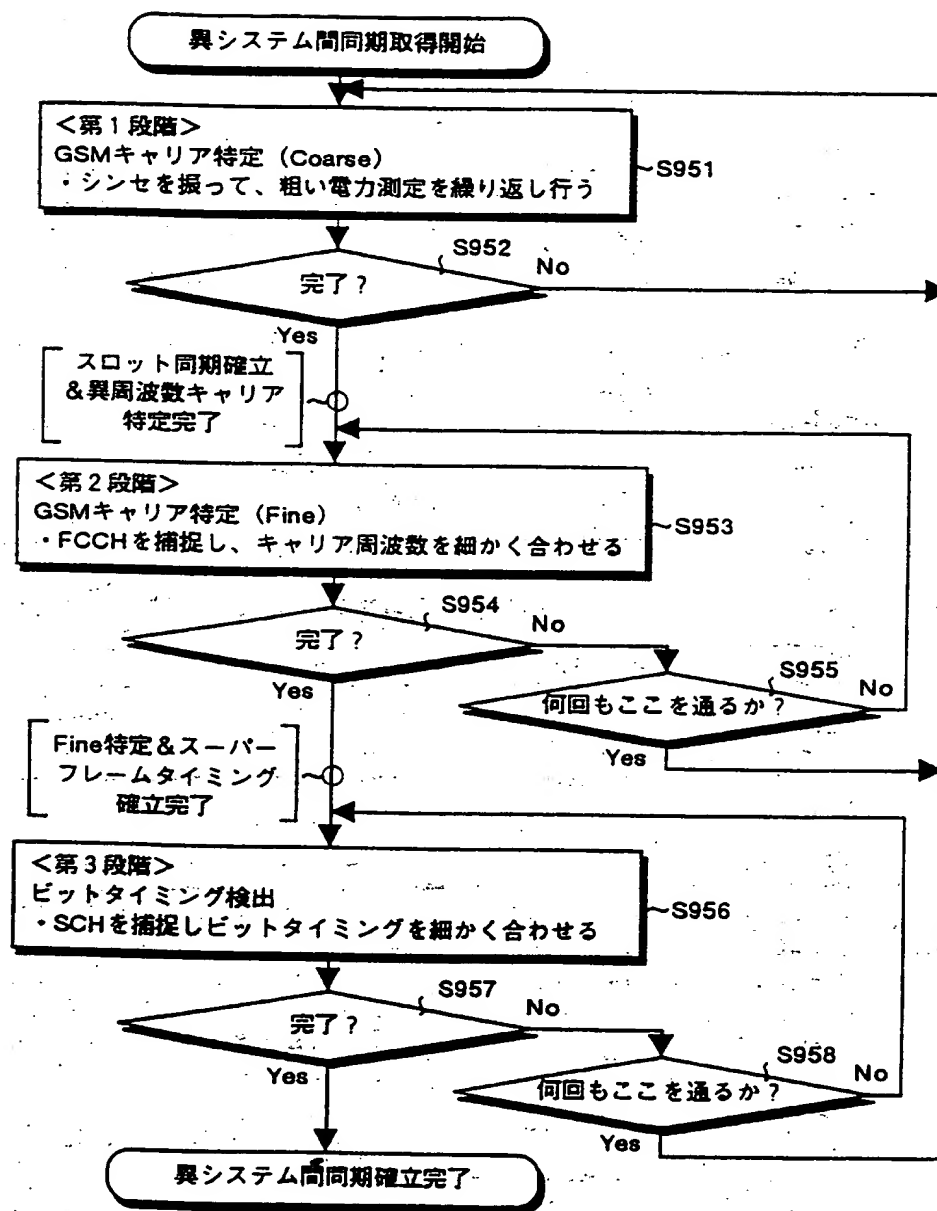 異システム間同期取得開始
<第1段階>
GSMキャリア特定（Coarse）
・シンセを振って、粗い電力測定を繰り返し行う
S951
S952
完了？
No
Yes
スロット同期確立
＆異周波数キャリア
特定完了
<第2段階>
GSMキャリア特定（Fine）
・FCCHを捕捉し、キャリア周波数を細かく合わせる
S953
S954
完了？
No
Yes
S955
何回もここを通るか？
No
Yes
Fine特定＆スーパー
フレームタイミング
確立完了
<第3段階>
ビットタイミング検出
・SCHを捕捉しビットタイミングを細かく合わせる
S956
S957
完了？
No
Yes
S958
何回もここを通るか？
No
Yes
異システム間同期確立完了